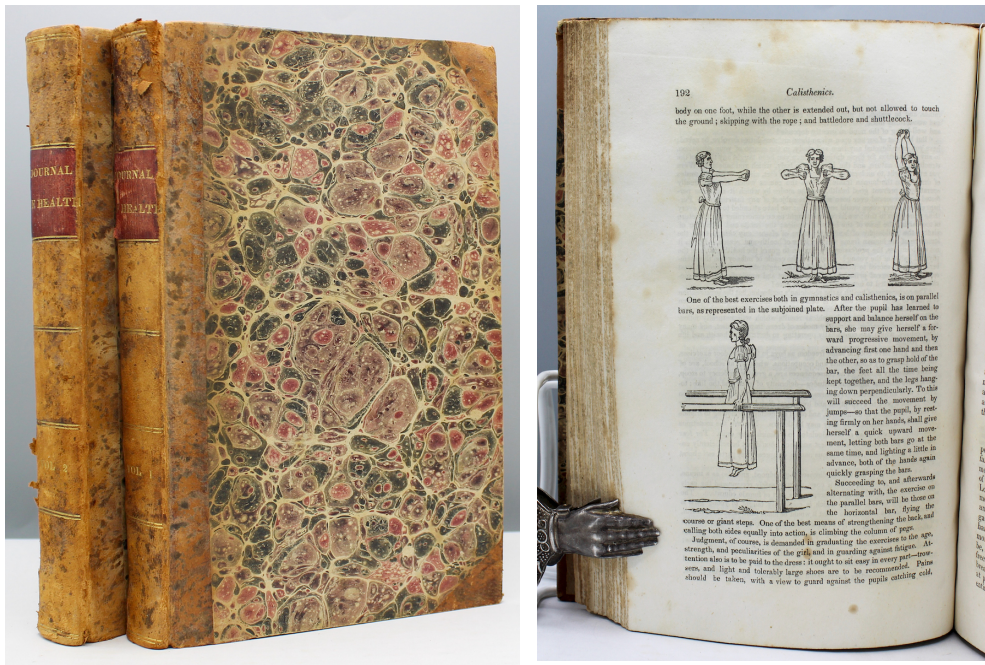 JOURNAL
HEALTH
JOURNAL
HEALTH
VOL 2
VOL
192 Calisthenics.
body on one foot, while the other is extended out, but not allowed to touch
the ground ; skipping with the rope ; and battledore and shuttlecock.
One of the best exercises both in gymnastics and calisthenics, is on parallel
bars, as represented in the subjoined plate. After the pupil has learned to
support and balance herself on the
bars, she may give herself a for-
ward progressive movement, by
advancing first one hand and then
the other, so as to grasp hold of the
bar, the feet all the time being
kept together, and the legs hang-
ing down perpendicularly. To this
will succeed the movement by
jumps—so that the pupil, by rest-
ing firmly on her hands, shall give
herself a quick upward move-
ment, letting both bars go at the
same time, and lighting a little in
advance, both of the hands again
quickly grasping the bars.
Succeeding to, and afterwards
alternating with, the exercise on
the parallel bars, will be those on
the horizontal bar, flying the
course or giant steps. One of the best means of strengthening the back, and
calling both sides equally into action, is climbing the column of pegs.
Judgment, of course, is demanded in graduating the exercises to the age,
strength, and peculiarities of the girl, and in guarding against fatigue. At-
tention also is to be paid to the dress : it ought to sit easy in every part—trow-
sers, and light and tolerably large shoes are to be recommended. Pains
should be taken, with a view to guard against the pupils catching cold,